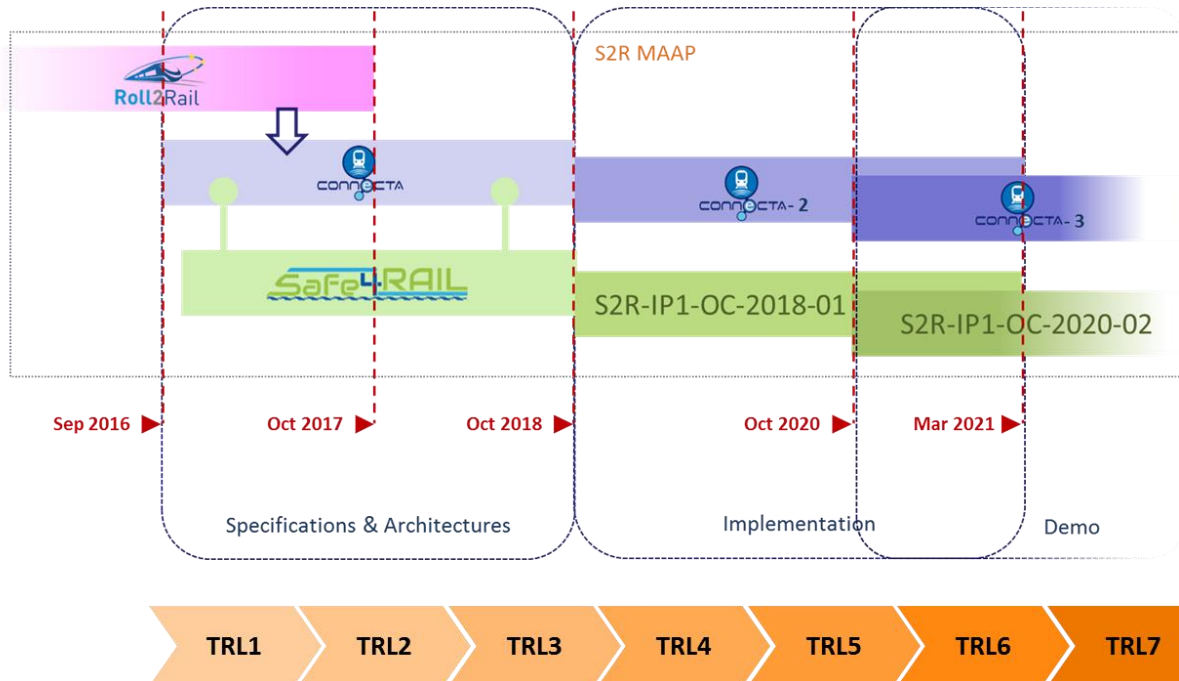 S2R MAAP
Roll2Rail
CONNECTA
CONNECTA - 2
CONNECTA - 3
Safe4RAIL
S2R-IP1-OC-2018-01
S2R-IP1-OC-2020-02
Sep 2016
Oct 2017
Oct 2018
Oct 2020
Mar 2021
Specifications & Architectures
Implementation
Demo
TRL1
TRL2
TRL3
TRL4
TRL5
TRL6
TRL7